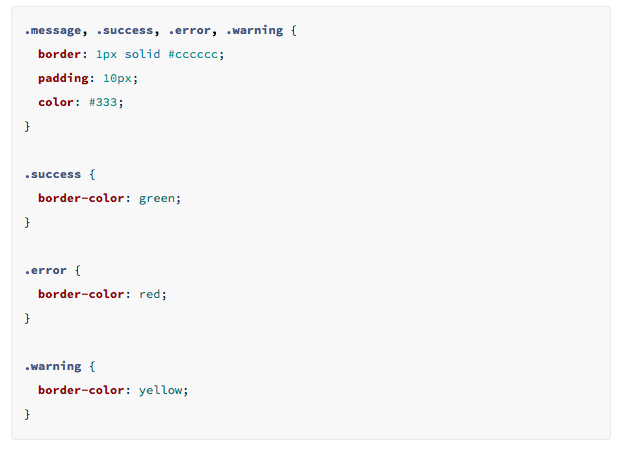 .message, .success, .error, .warning {
  border: 1px solid #cccccc;
  padding: 10px;
  color: #333;
}

.success {
  border-color: green;
}

.error {
  border-color: red;
}

.warning {
  border-color: yellow;
}